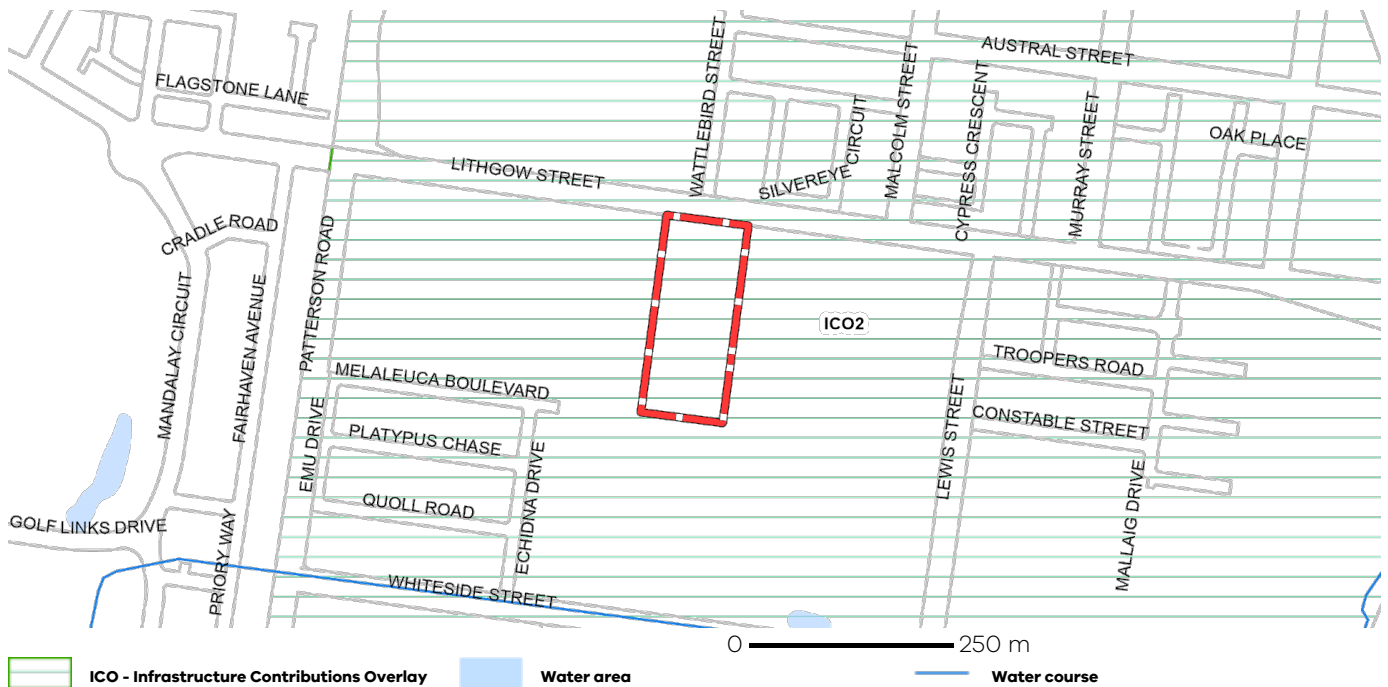 AUSTRAL STREET
FLAGSTONE LANE
WATTLEBIRD STREET
MALCOLM STREET
CYPRESS CRESCENT
MURRAY STREET
OAK PLACE
LITHGOW STREET
SILVEREYE CIRCUIT
CRADLE ROAD
PATTERSON ROAD
MANDALAY CIRCUIT
FAIRHAVEN AVENUE
ICO2
MELALEUCA BOULEVARD
TROOPERS ROAD
EMU DRIVE
PLATYPUS CHASE
LEWIS STREET
CONSTABLE STREET
QUOLL ROAD
ECHIDNA DRIVE
MALLAIG DRIVE
GOLF LINKS DRIVE
PRIORY WAY
WHITESIDE STREET
0 250 m
ICO - Infrastructure Contributions Overlay Water area Water course